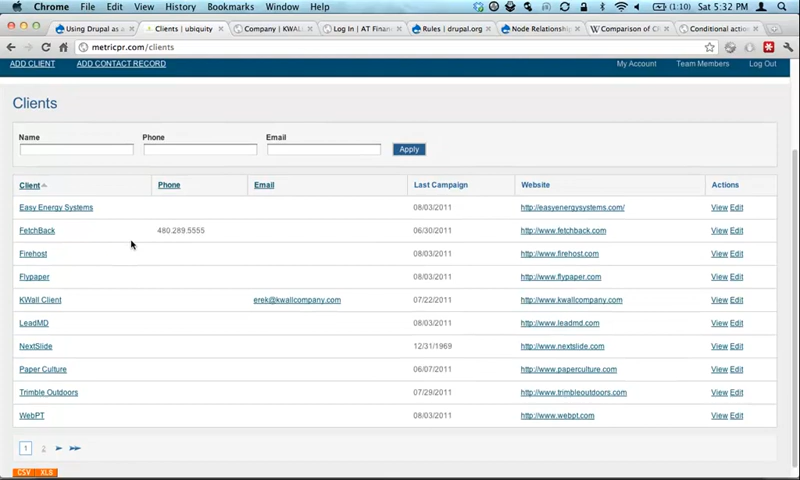 Chrome File Edit View History Bookmarks Window Help (1:10) Sat 5:32 PM
Using Drupal as a Clients | ubiquity Company | KWALL Log In | AT Financ Rules | drupal.org Node Relationship Comparison of C Conditional action
metricpr.com/clients
ADD CLIENT ADD CONTACT RECORD My Account Team Members Log Out
Clients
Name Phone Email
Apply
Client Phone Email Last Campaign Website Actions
Easy Energy Systems 08/03/2011 http://easyenergysystems.com/ View Edit
FetchBack 480.289.5555 06/30/2011 http://www.fetchback.com View Edit
Firehost 08/03/2011 http://www.firehost.com View Edit
Flypaper 08/03/2011 http://www.flypaper.com View Edit
KWall Client erek@kwallcompany.com 07/22/2011 http://www.kwallcompany.com View Edit
LeadMD 08/03/2011 http://www.leadmd.com View Edit
NextSlide 12/31/1969 http://www.nextslide.com View Edit
Paper Culture 06/07/2011 http://www.paperculture.com View Edit
Trimble Outdoors 07/29/2011 http://www.trimbleoutdoors.com View Edit
WebPT 08/03/2011 http://www.webpt.com View Edit
1 2
CSV XLS